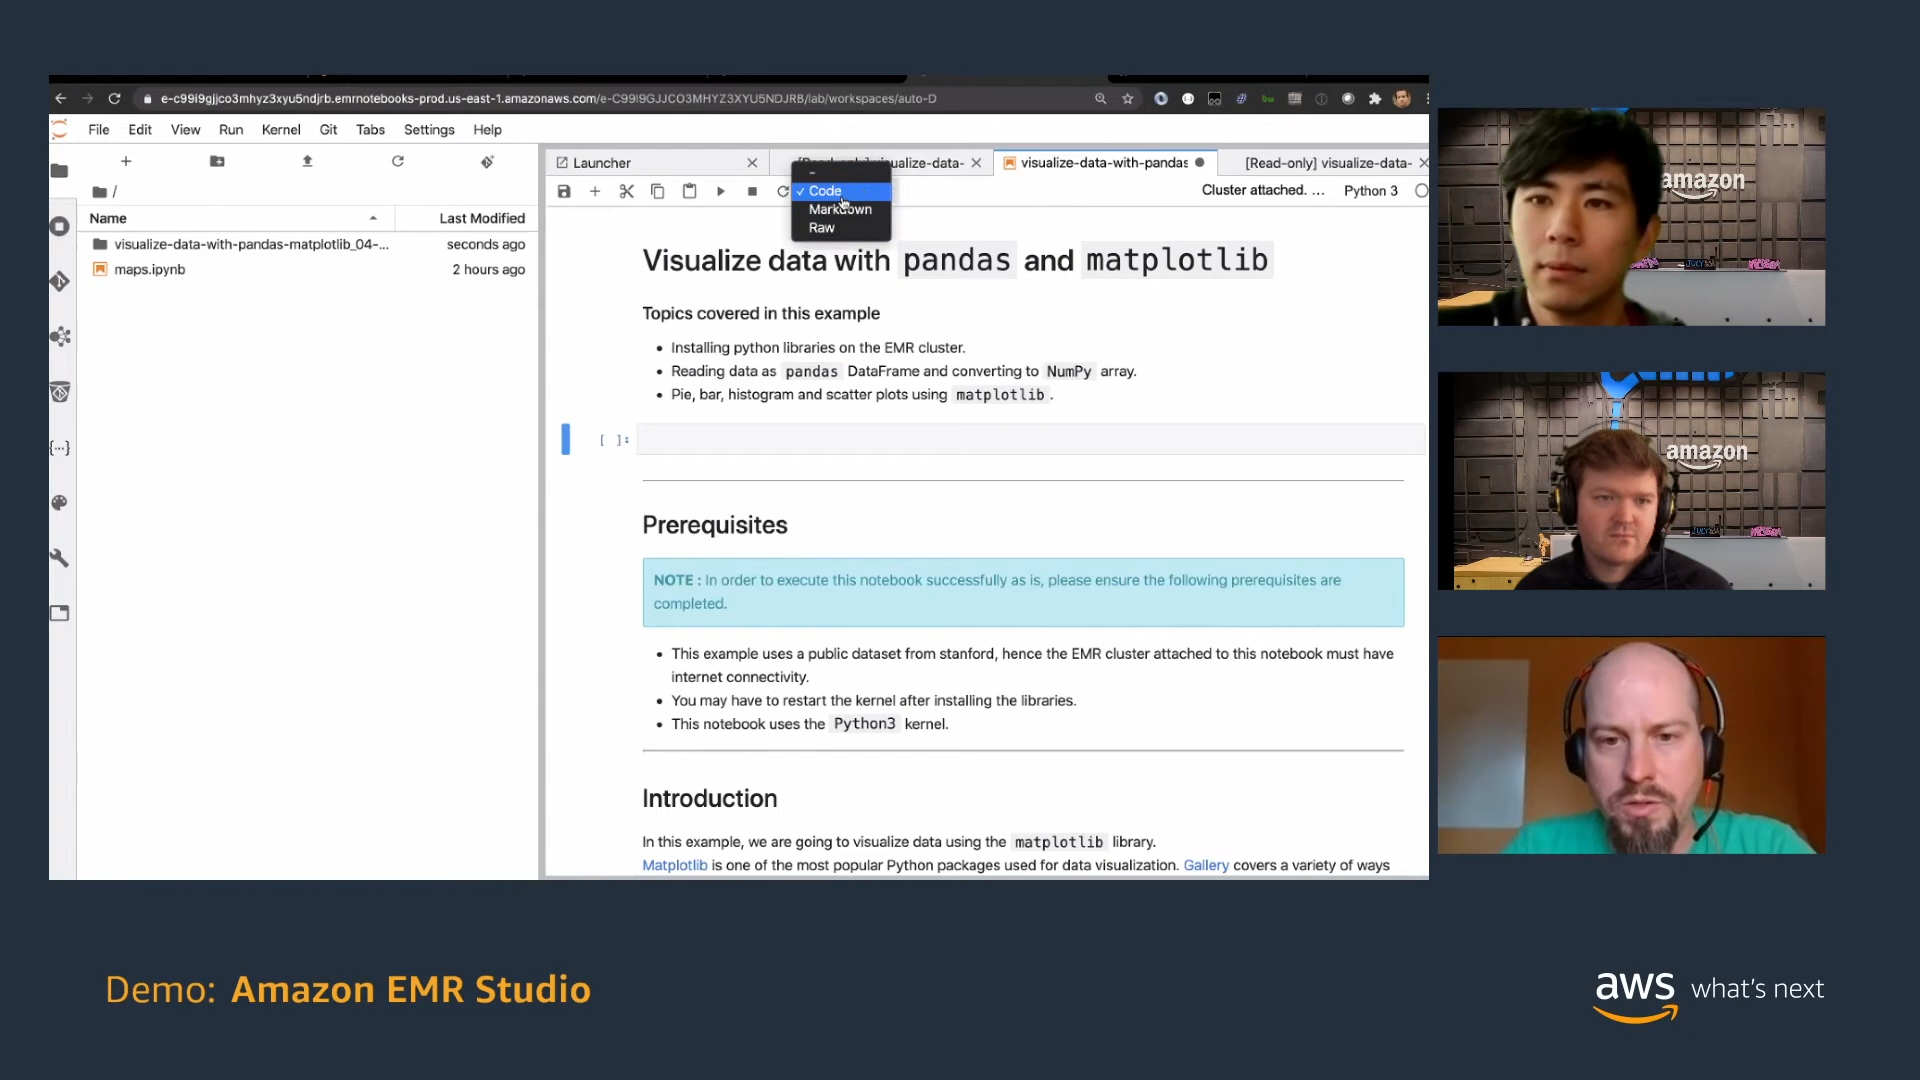 e-c99l9gjjco3mhyz3xyu5ndjrb.emrnotebooks-prod.us-east-1.amazonaws.com/e-C99I9GJJCO3MHYZ3XYU5NDJRB/lab/workspaces/auto-D
File Edit View Run Kernel Git Tabs Settings Help
Launcher
visualize-data-
visualize-data-with-pandas
[Read-only] visualize-data-
-
Code
Markdown
Raw
Cluster attached. ... Python 3
/
Name Last Modified
visualize-data-with-pandas-matplotlib_04-... seconds ago
maps.ipynb 2 hours ago
Visualize data with pandas and matplotlib
Topics covered in this example
• Installing python libraries on the EMR cluster.
• Reading data as pandas DataFrame and converting to NumPy array.
• Pie, bar, histogram and scatter plots using matplotlib.
[ ]:
Prerequisites
NOTE : In order to execute this notebook successfully as is, please ensure the following prerequisites are
completed.
• This example uses a public dataset from stanford, hence the EMR cluster attached to this notebook must have
internet connectivity.
• You may have to restart the kernel after installing the libraries.
• This notebook uses the Python3 kernel.
Introduction
In this example, we are going to visualize data using the matplotlib library.
Matplotlib is one of the most popular Python packages used for data visualization. Gallery covers a variety of ways
amazon
amazon
Demo: Amazon EMR Studio
aws what's next